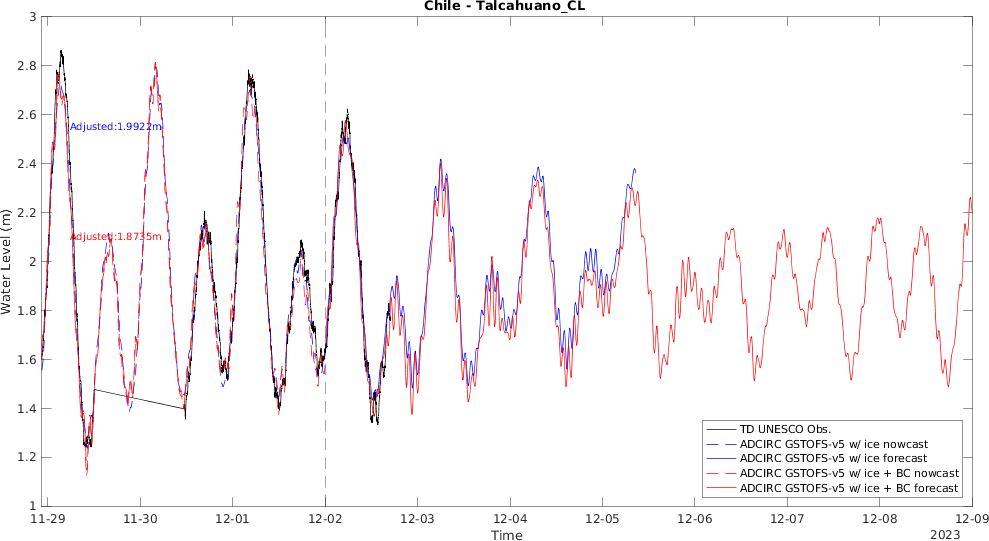 Chile - Talcahuano_CL
3
2.8
2.6
2.4
2.2
2
1.8
1.6
1.4
1.2
1
Water Level (m)
Adjusted:1.9922m
Adjusted:1.8735m
TD UNESCO Obs.
ADCIRC GSTOFS-v5 w/ ice nowcast
ADCIRC GSTOFS-v5 w/ ice forecast
ADCIRC GSTOFS-v5 w/ ice + BC nowcast
ADCIRC GSTOFS-v5 w/ ice + BC forecast
11-29 11-30 12-01 12-02 12-03 12-04 12-05 12-06 12-07 12-08 12-09
Time
2023